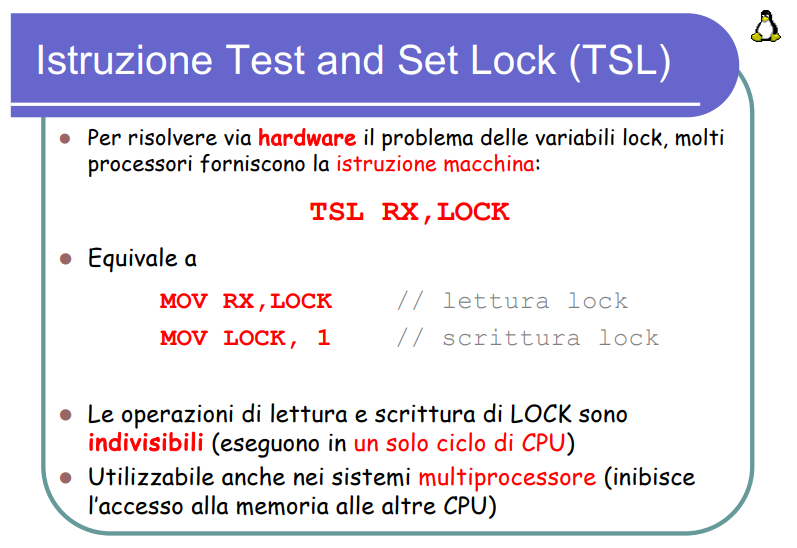 Istruzione Test and Set Lock (TSL)
Per risolvere via hardware il problema delle variabili lock, molti
processori forniscono la istruzione macchina:
TSL RX,LOCK
Equivale a
MOV RX,LOCK // lettura lock
MOV LOCK, 1 // scrittura lock
Le operazioni di lettura e scrittura di LOCK sono
indivisibili (eseguono in un solo ciclo di CPU)
Utilizzabile anche nei sistemi multiprocessore (inibisce
l’accesso alla memoria alle altre CPU)